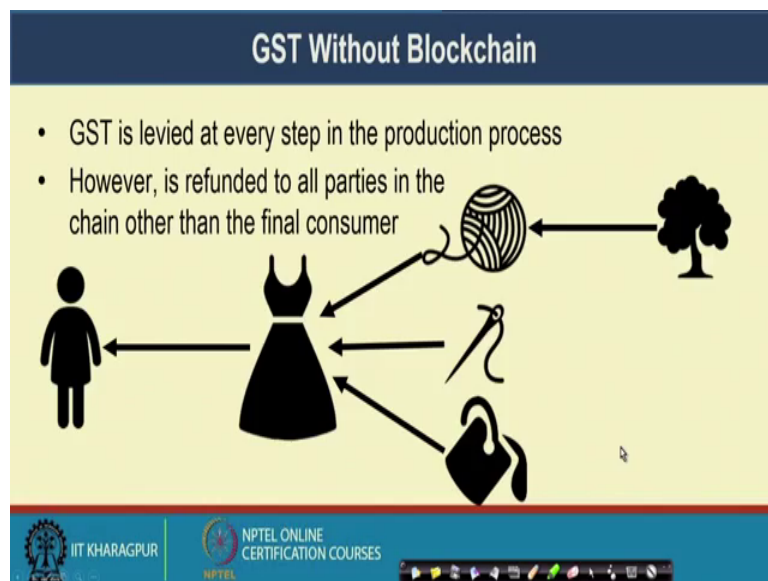 GST Without Blockchain
• GST is levied at every step in the production process
• However, is refunded to all parties in the
chain other than the final consumer
IIT KHARAGPUR
NPTEL
NPTEL ONLINE
CERTIFICATION COURSES